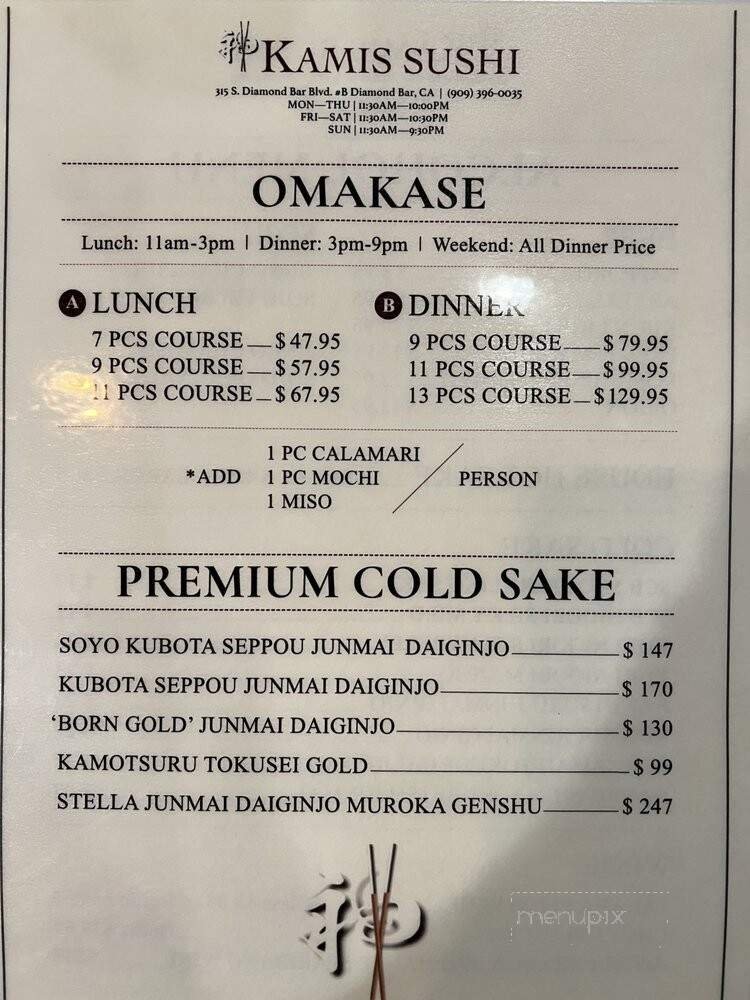 KAMIS SUSHI
315 S. Diamond Bar Blvd. #B Diamond Bar, CA | (909) 396-0035
MON—THU | 11:30AM—10:00PM
FRI—SAT | 11:30AM—10:30PM
SUN | 11:30AM—9:30PM
OMAKASE
Lunch: 11am-3pm | Dinner: 3pm-9pm | Weekend: All Dinner Price
A LUNCH
7 PCS COURSE $ 47.95
9 PCS COURSE $ 57.95
11 PCS COURSE $ 67.95
B DINNER
9 PCS COURSE $ 79.95
11 PCS COURSE $ 99.95
13 PCS COURSE $129.95
1 PC CALAMARI
*ADD 1 PC MOCHI / PERSON
1 MISO
PREMIUM COLD SAKE
SOYO KUBOTA SEPPOU JUNMAI DAIGINJO $ 147
KUBOTA SEPPOU JUNMAI DAIGINJO $ 170
‘BORN GOLD’ JUNMAI DAIGINJO $ 130
KAMOTSURU TOKUSEI GOLD $ 99
STELLA JUNMAI DAIGINJO MUROKA GENSHU $ 247
menupix